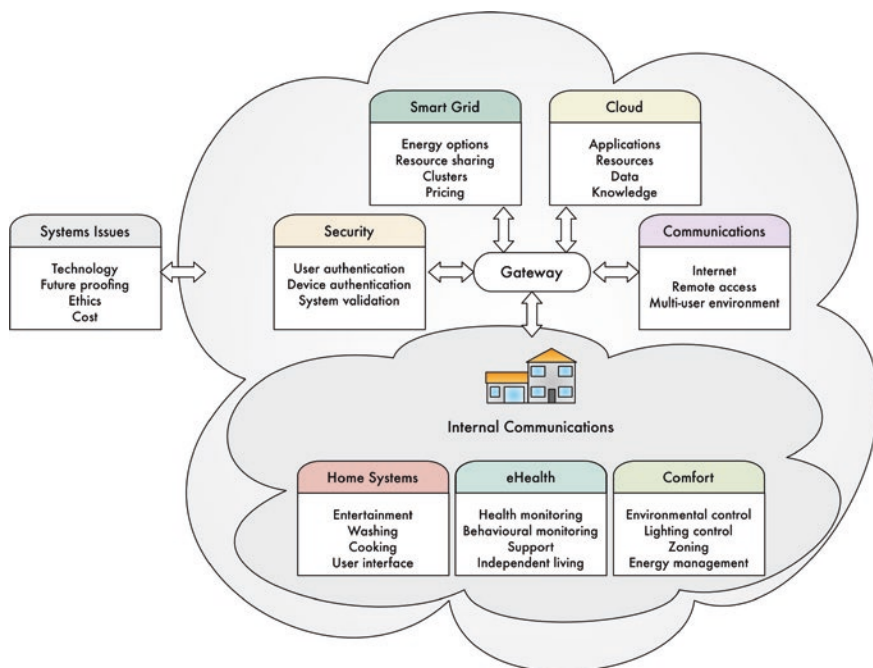 Smart Grid
Energy options
Resource sharing
Clusters
Pricing
Cloud
Applications
Resources
Data
Knowledge
Systems Issues
Technology
Future proofing
Ethics
Cost
Security
User authentication
Device authentication
System validation
Gateway
Communications
Internet
Remote access
Multi-user environment
Internal Communications
Home Systems
Entertainment
Washing
Cooking
User interface
eHealth
Health monitoring
Behavioural monitoring
Support
Independent living
Comfort
Environmental control
Lighting control
Zoning
Energy management